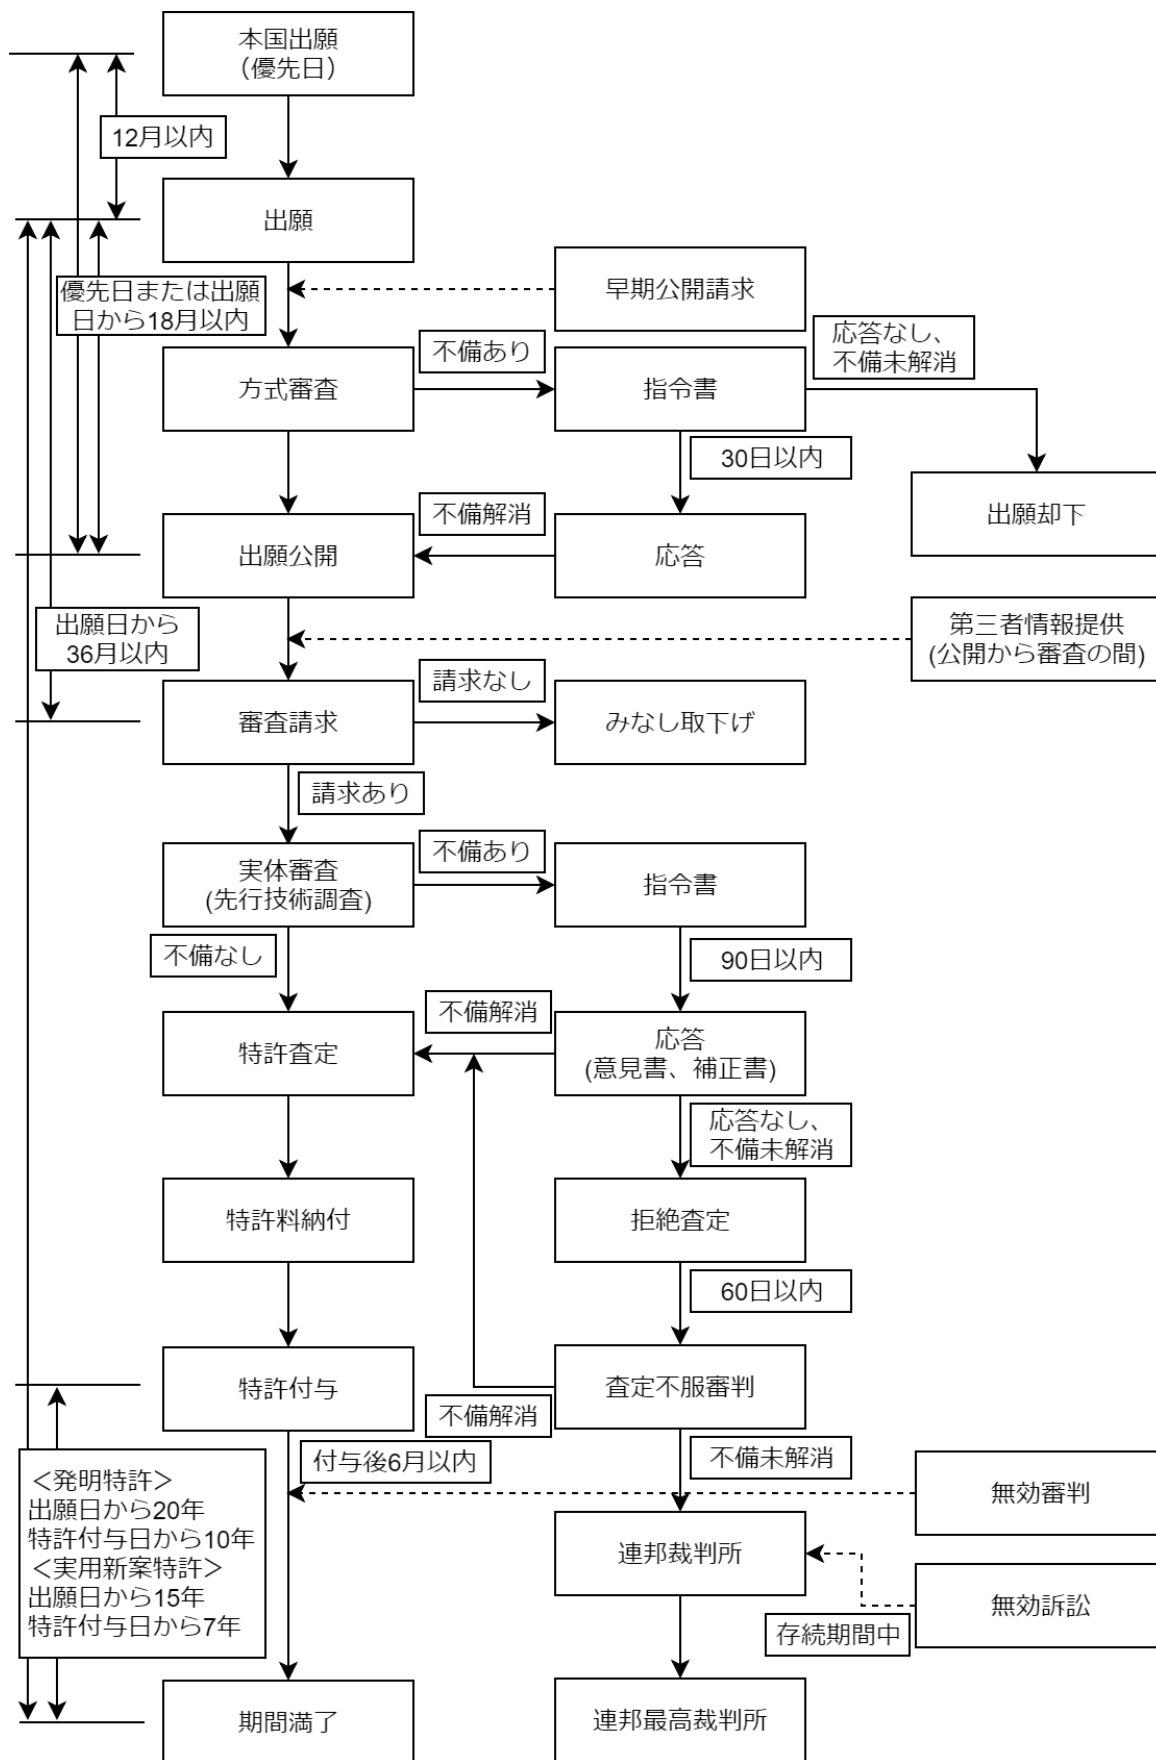 本国出願
（優先日）
12月以内
出願
早期公開請求
優先日または出願
日から18月以内
不備あり
応答なし、
不備未解消
方式審査
指令書
30日以内
出願却下
不備解消
出願公開
応答
出願日から
36月以内
第三者情報提供
(公開から審査の間)
請求なし
審査請求
みなし取下げ
請求あり
不備あり
実体審査
(先行技術調査)
指令書
不備なし
90日以内
不備解消
特許査定
応答
(意見書、補正書)
応答なし、
不備未解消
特許料納付
拒絶査定
60日以内
特許付与
査定不服審判
不備解消
付与後6月以内
不備未解消
無効審判
＜発明特許＞
出願日から20年
特許付与日から10年
＜実用新案特許＞
出願日から15年
特許付与日から7年
連邦裁判所
無効訴訟
存続期間中
期間満了
連邦最高裁判所